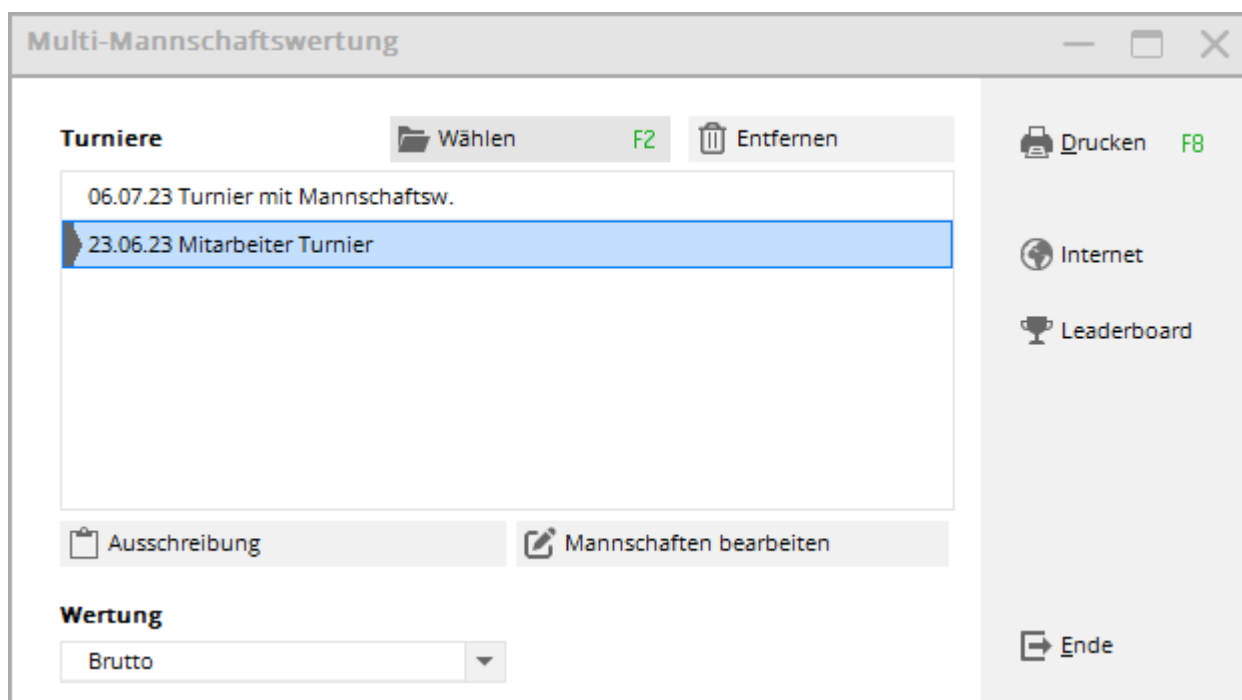 Multi-Mannschaftswertung
Turniere
Wählen F2
Entfernen
06.07.23 Turnier mit Mannschaftsw.
23.06.23 Mitarbeiter Turnier
Ausschreibung
Mannschaften bearbeiten
Wertung
Brutto
Drucken F8
Internet
Leaderboard
Ende